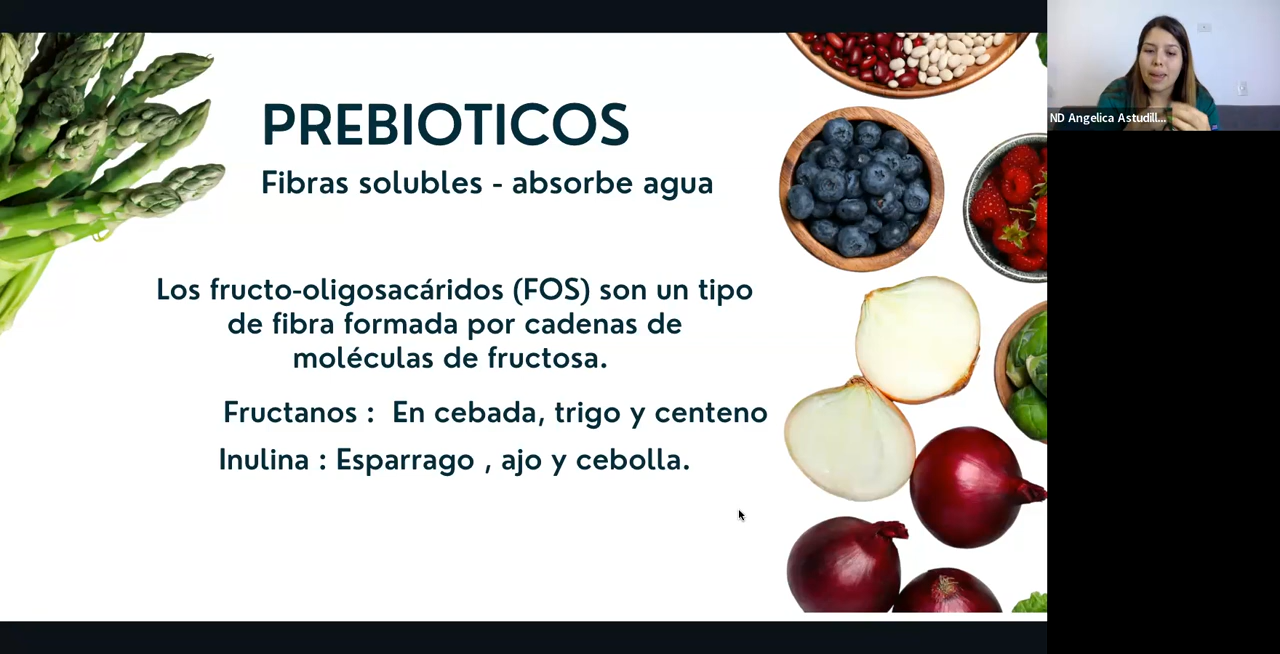 PREBIOTICOS
Fibras solubles - absorbe agua
Los fructo-oligosacáridos (FOS) son un tipo
de fibra formada por cadenas de
moléculas de fructosa.
Fructanos :  En cebada, trigo y centeno
Inulina : Esparrago , ajo y cebolla.
ND Angelica Astudill...